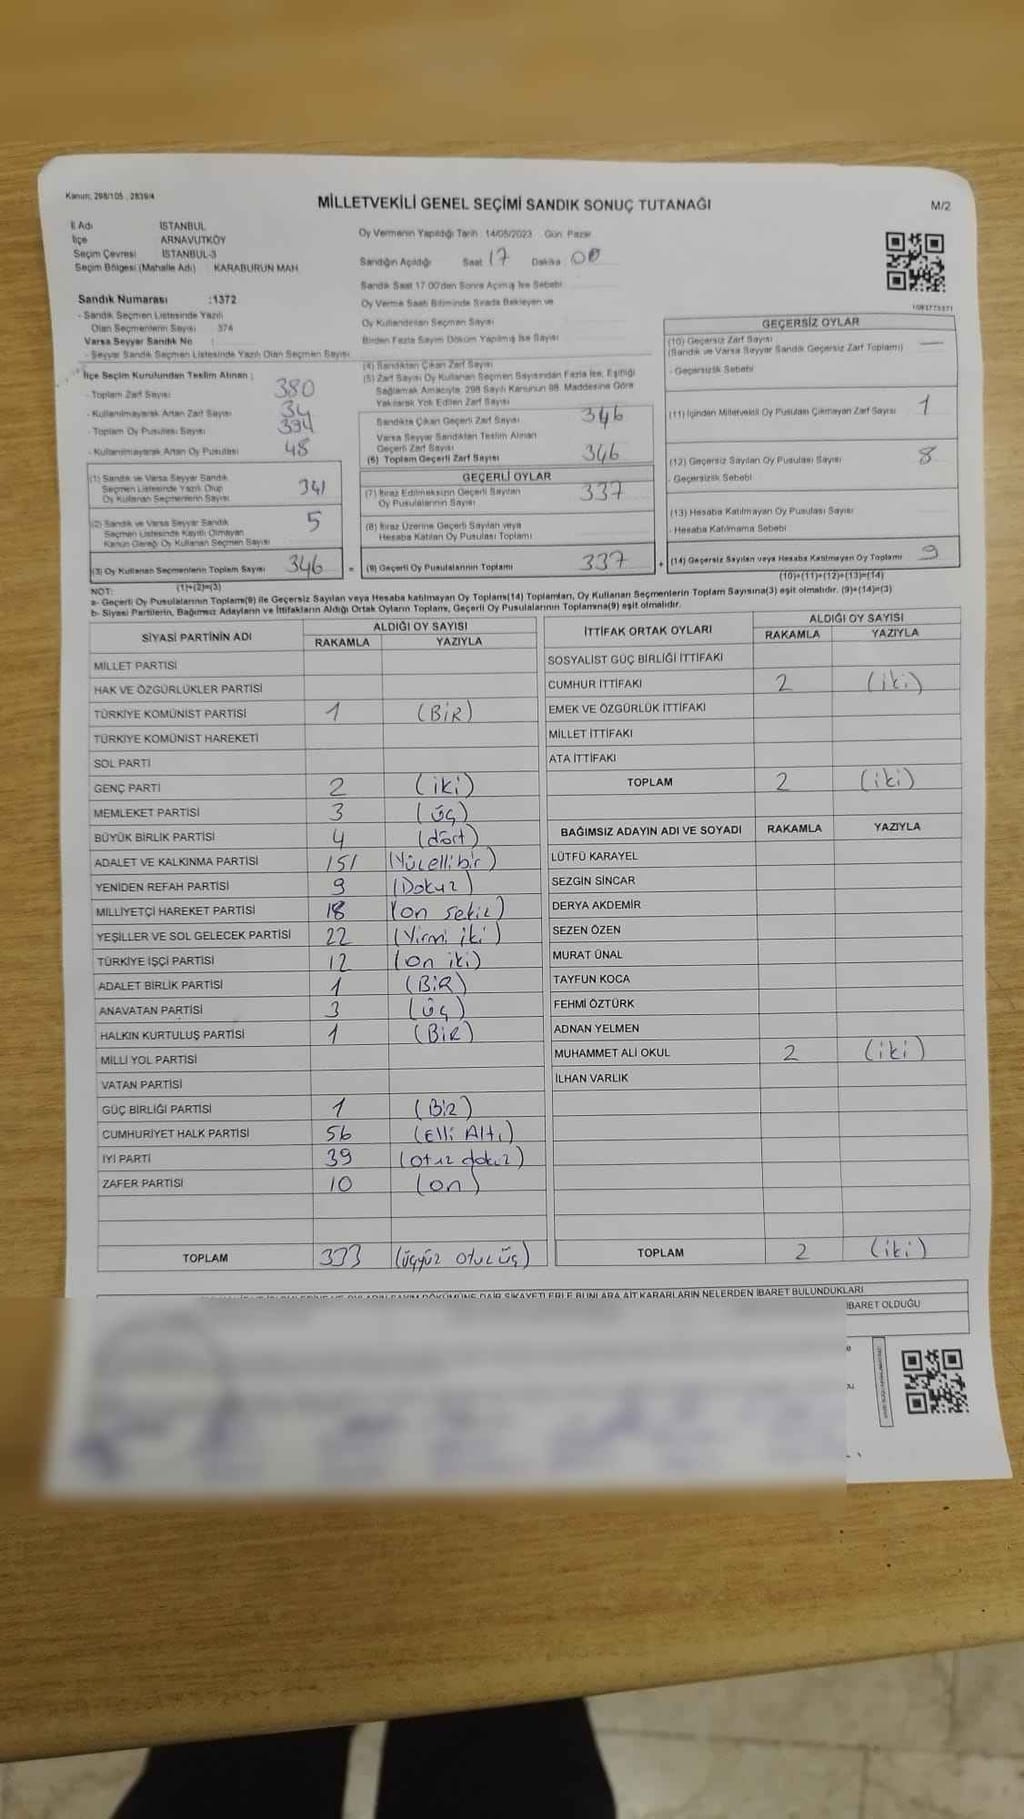 Kanun; 298/105 , 2839/4
MİLLETVEKİLİ GENEL SEÇİMİ SANDIK SONUÇ TUTANAĞI
M/2
İl Adı İSTANBUL
İlçe ARNAVUTKÖY
Seçim Çevresi İSTANBUL-3
Seçim Bölgesi (Mahalle Adı) KARABURUN MAH
Oy Vermenin Yapıldığı Tarih : 14/05/2023 Gün: Pazar
Sandığın Açıldığı Saat 17 Dakika 00
Sandık Saat 17:00'den Sonra Açılmış İse Sebebi
Oy Verme Saati Bitiminde Sırada Bekleyen ve
Oy Kullandırılan Seçmen Sayısı
Birden Fazla Sayım Döküm Yapılmış İse Sayısı
Sandık Numarası :1372
- Sandık Seçmen Listesinde Yazılı
Olan Seçmenlerin Sayısı 374
Varsa Seyyar Sandık No
- Seyyar Sandık Seçmen Listesinde Yazılı Olan Seçmen Sayısı
İlçe Seçim Kurulundan Teslim Alınan ;
- Toplam Zarf Sayısı 380
- Kullanılmayarak Artan Zarf Sayısı 34
- Toplam Oy Pusulası Sayısı 394
- Kullanılmayarak Artan Oy Pusulası 48
(1) Sandık ve Varsa Seyyar Sandık
Seçmen Listesinde Yazılı Olup
Oy Kullanan Seçmenlerin Sayısı 341
(2) Sandık ve Varsa Seyyar Sandık
Seçmen Listesinde Kayıtlı Olmayan
Kanun Gereği Oy Kullanan Seçmen Sayısı 5
(3) Oy Kullanan Seçmenlerin Toplam Sayısı 346
(1)+(2)=(3)
(4) Sandıktan Çıkan Zarf Sayısı
(5) Zarf Sayısı Oy Kullanan Seçmen Sayısından Fazla İse, Eşitliği
Sağlamak Amacıyla; 298 Sayılı Kanunun 98. Maddesine Göre
Yakılarak Yok Edilen Zarf Sayısı
Sandıkta Çıkan Geçerli Zarf Sayısı 346
Varsa Seyyar Sandıktan Teslim Alınan
Geçerli Zarf Sayısı
(6) Toplam Geçerli Zarf Sayısı 346
GEÇERLİ OYLAR
(7) İtiraz Edilmeksizin Geçerli Sayılan
Oy Pusulalarının Sayısı 337
(8) İtiraz Üzerine Geçerli Sayılan veya
Hesaba Katılan Oy Pusulası Toplamı
= (9) Geçerli Oy Pusulalarının Toplamı 337
GEÇERSİZ OYLAR
(10) Geçersiz Zarf Sayısı —
(Sandık ve Varsa Seyyar Sandık Geçersiz Zarf Toplamı)
- Geçersizlik Sebebi
(11) İçinden Milletvekili Oy Pusulası Çıkmayan Zarf Sayısı 1
(12) Geçersiz Sayılan Oy Pusulası Sayısı 8
- Geçersizlik Sebebi
(13) Hesaba Katılmayan Oy Pusulası Sayısı
- Hesaba Katılmama Sebebi
+ (14) Geçersiz Sayılan veya Hesaba Katılmayan Oy Toplamı 9
(10)+(11)+(12)+(13)=(14)
NOT:
a- Geçerli Oy Pusulalarının Toplamı(9) ile Geçersiz Sayılan veya Hesaba katılmayan Oy Toplamı(14) Toplamları, Oy Kullanan Seçmenlerin Toplam Sayısına(3) eşit olmalıdır. (9)+(14)=(3)
b- Siyasi Partilerin, Bağımsız Adayların ve İttifakların Aldığı Ortak Oyların Toplamı, Geçerli Oy Pusulalarının Toplamına(9) eşit olmalıdır.
SİYASİ PARTİNİN ADI ALDIĞI OY SAYISI
RAKAMLA YAZIYLA
MİLLET PARTİSİ
HAK VE ÖZGÜRLÜKLER PARTİSİ
TÜRKİYE KOMÜNİST PARTİSİ 1 (BİR)
TÜRKİYE KOMÜNİST HAREKETİ
SOL PARTİ
GENÇ PARTİ 2 (iki)
MEMLEKET PARTİSİ 3 (üç)
BÜYÜK BİRLİK PARTİSİ 4 (dört)
ADALET VE KALKINMA PARTİSİ 151 (Yüzellibir)
YENİDEN REFAH PARTİSİ 9 (Dokuz)
MİLLİYETÇİ HAREKET PARTİSİ 18 (on sekiz)
YEŞİLLER VE SOL GELECEK PARTİSİ 22 (Yirmi iki)
TÜRKİYE İŞÇİ PARTİSİ 12 (on iki)
ADALET BİRLİK PARTİSİ 1 (BİR)
ANAVATAN PARTİSİ 3 (üç)
HALKIN KURTULUŞ PARTİSİ 1 (BİR)
MİLLİ YOL PARTİSİ
VATAN PARTİSİ
GÜÇ BİRLİĞİ PARTİSİ 1 (Bir)
CUMHURİYET HALK PARTİSİ 56 (Elli Altı)
İYİ PARTİ 39 (otuz dokuz)
ZAFER PARTİSİ 10 (on)
TOPLAM 333 (üçyüz otuz üç)
İTTİFAK ORTAK OYLARI ALDIĞI OY SAYISI
RAKAMLA YAZIYLA
SOSYALİST GÜÇ BİRLİĞİ İTTİFAKI
CUMHUR İTTİFAKI 2 (iki)
EMEK VE ÖZGÜRLÜK İTTİFAKI
MİLLET İTTİFAKI
ATA İTTİFAKI
TOPLAM 2 (iki)
BAĞIMSIZ ADAYIN ADI VE SOYADI RAKAMLA YAZIYLA
LÜTFÜ KARAYEL
SEZGİN SİNCAR
DERYA AKDEMİR
SEZEN ÖZEN
MURAT ÜNAL
TAYFUN KOCA
FEHMİ ÖZTÜRK
ADNAN YELMEN
MUHAMMET ALİ OKUL 2 (iki)
İLHAN VARLIK
TOPLAM 2 (iki)
DAİR ŞİKAYETLERLE BUNLARA AİT KARARLARIN NELERDEN İBARET BULUNDUKLARI
İBARET OLDUĞU